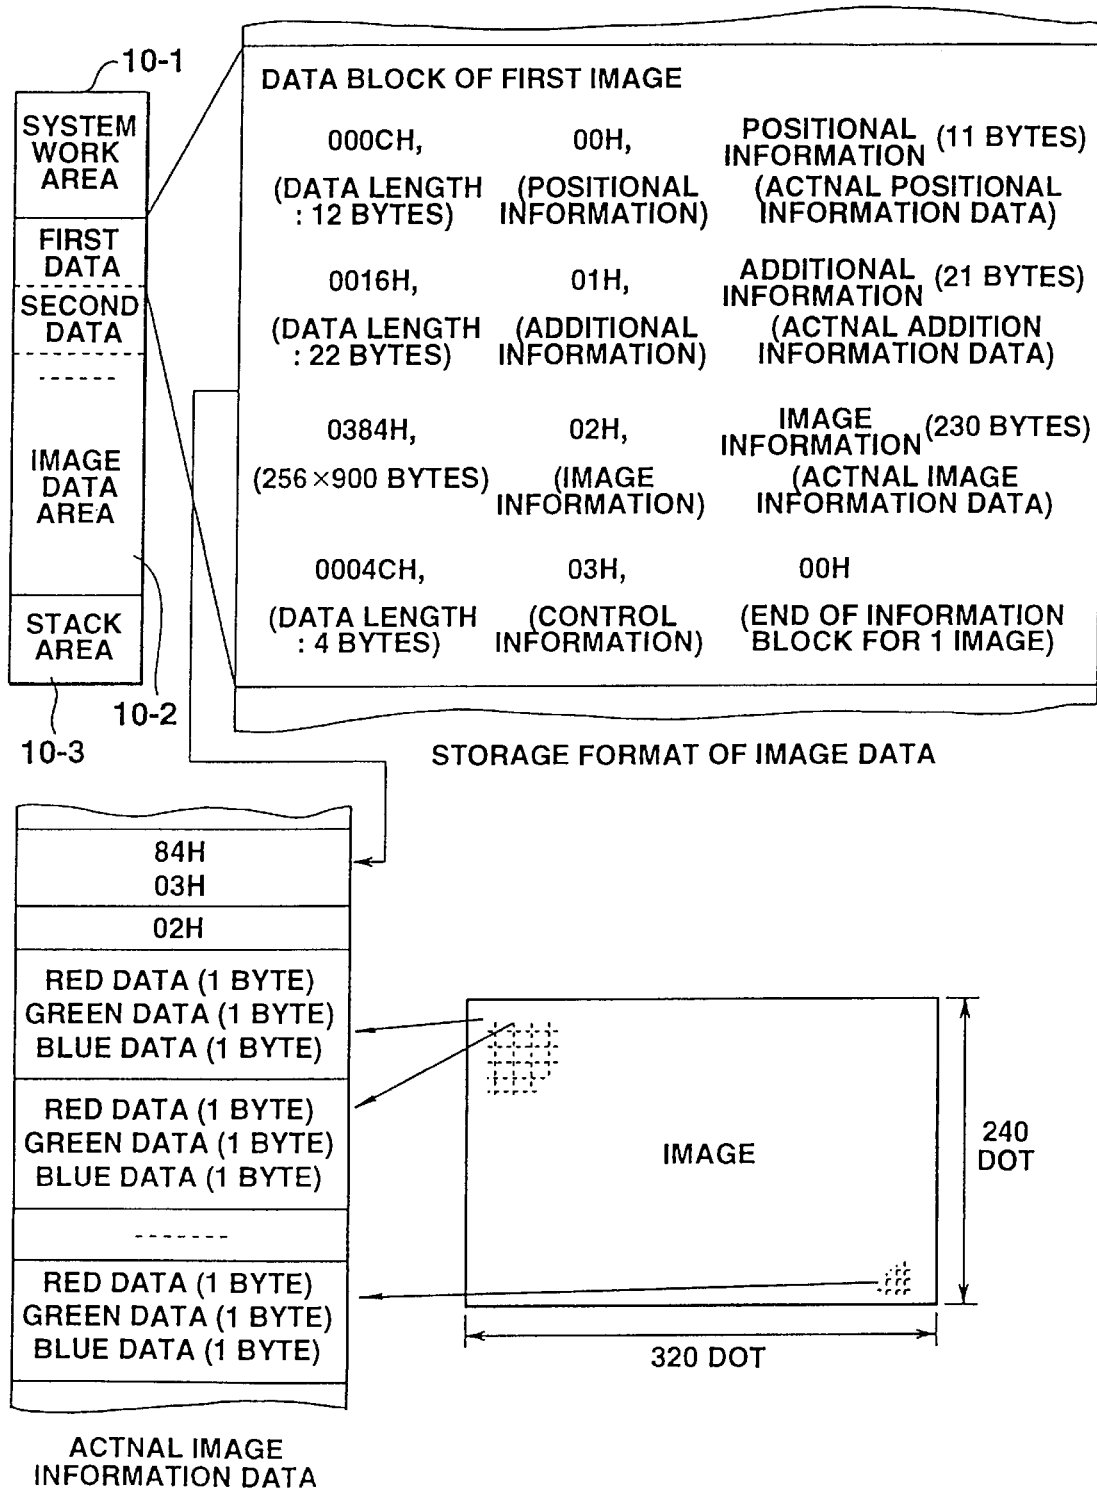 10-1
SYSTEM
WORK
AREA
FIRST
DATA
SECOND
DATA
IMAGE
DATA
AREA
STACK
AREA
10-2
10-3
DATA BLOCK OF FIRST IMAGE
000CH, 00H, POSITIONAL INFORMATION (11 BYTES)
(DATA LENGTH (POSITIONAL (ACTNAL POSITIONAL
: 12 BYTES) INFORMATION) INFORMATION DATA)
0016H, 01H, ADDITIONAL INFORMATION (21 BYTES)
(DATA LENGTH (ADDITIONAL (ACTNAL ADDITION
: 22 BYTES) INFORMATION) INFORMATION DATA)
0384H, 02H, IMAGE INFORMATION (230 BYTES)
(256×900 BYTES) (IMAGE (ACTNAL IMAGE
INFORMATION) INFORMATION DATA)
0004CH, 03H, 00H
(DATA LENGTH (CONTROL (END OF INFORMATION
: 4 BYTES) INFORMATION) BLOCK FOR 1 IMAGE)
STORAGE FORMAT OF IMAGE DATA
84H
03H
02H
RED DATA (1 BYTE)
GREEN DATA (1 BYTE)
BLUE DATA (1 BYTE)
RED DATA (1 BYTE)
GREEN DATA (1 BYTE)
BLUE DATA (1 BYTE)
RED DATA (1 BYTE)
GREEN DATA (1 BYTE)
BLUE DATA (1 BYTE)
ACTNAL IMAGE
INFORMATION DATA
IMAGE
240
DOT
320 DOT